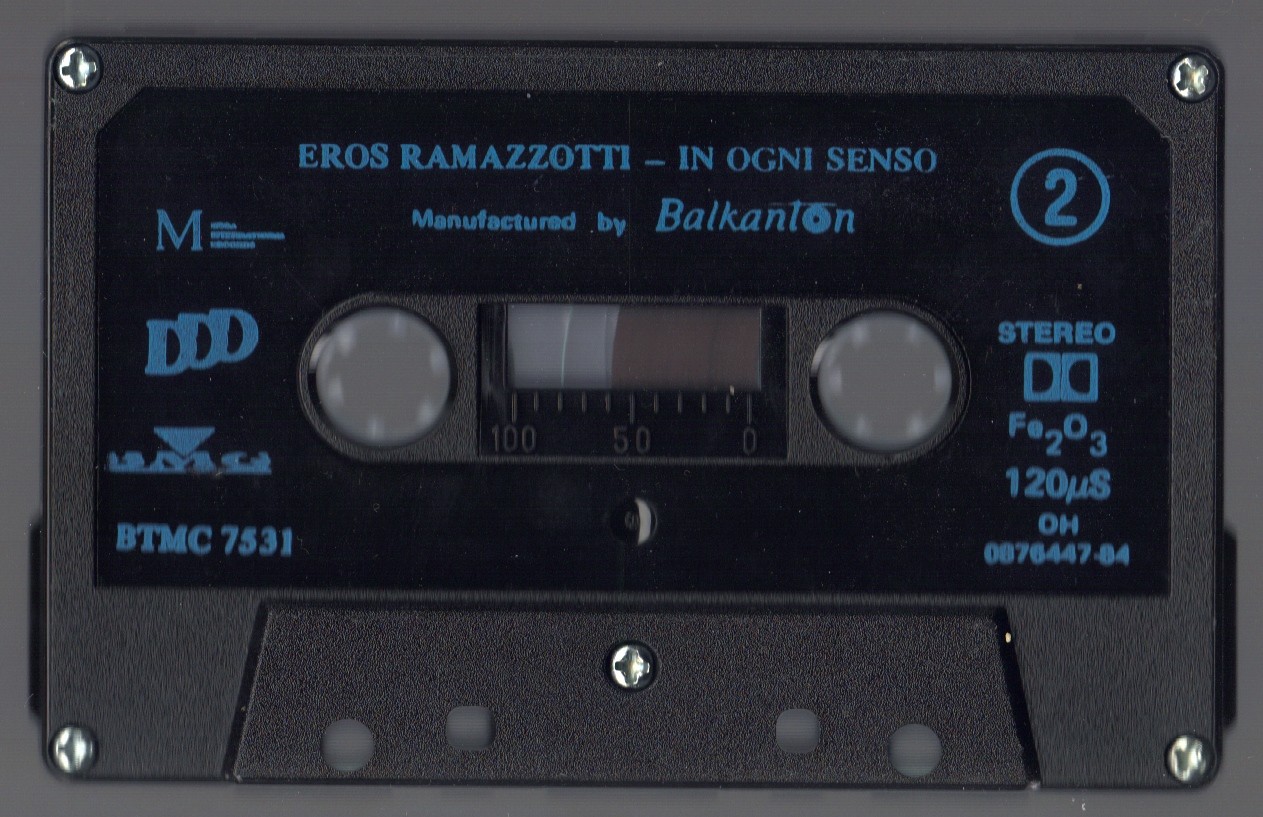 EROS RAMAZZOTTI – IN OGNI SENSO
2
Manufactured by Balkanton
M
DDD
BMG
BTMC 7531
STEREO
Fe₂O₃
120µS
OH
0876447-84
100 50 0